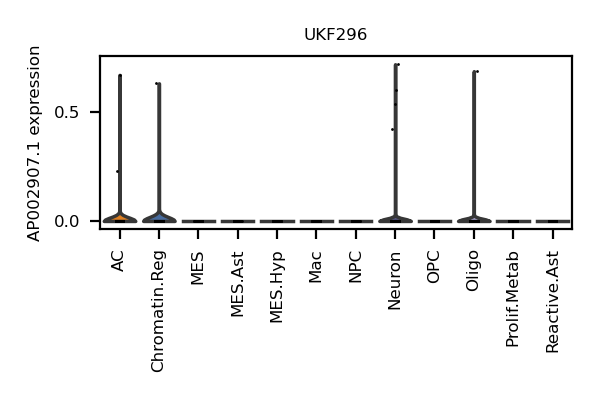 UKF296
AP002907.1 expression
0.5
0.0
AC
Chromatin.Reg
MES
MES.Ast
MES.Hyp
Mac
NPC
Neuron
OPC
Oligo
Prolif.Metab
Reactive.Ast